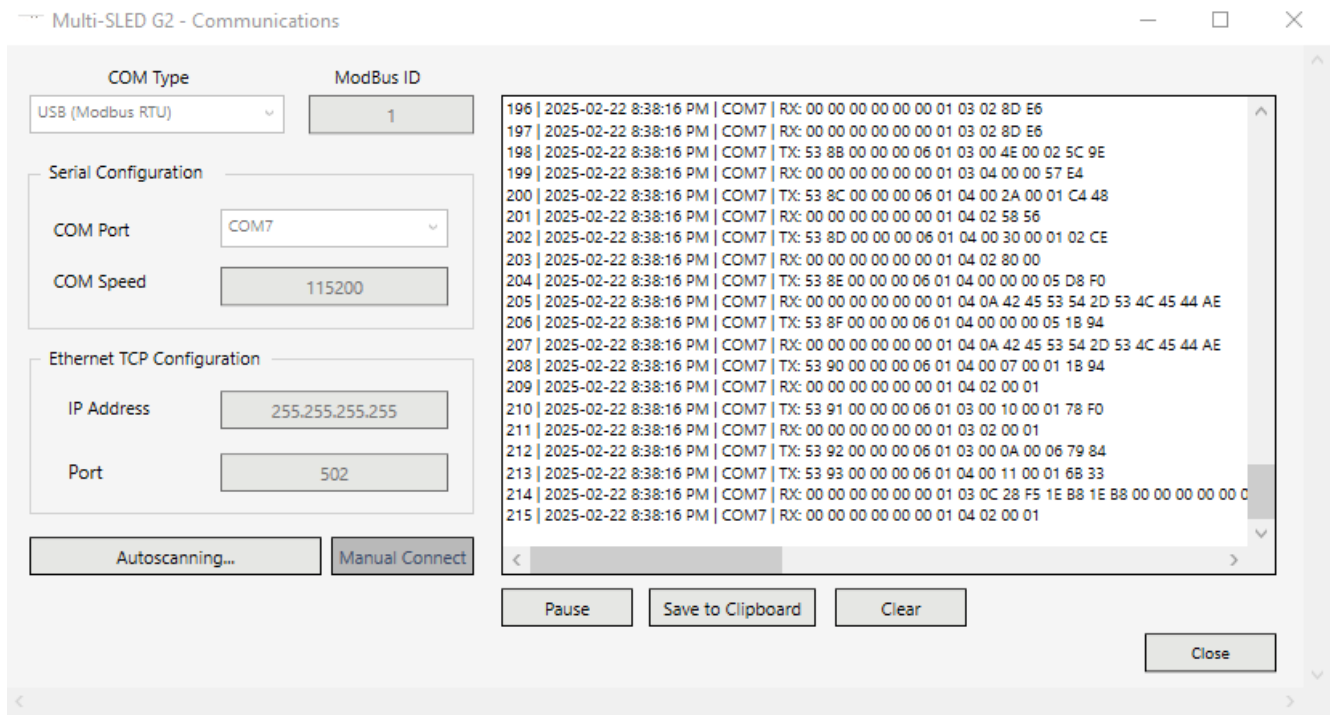 Multi-SLED G2 - Communications
COM Type
ModBus ID
USB (Modbus RTU)
1
Serial Configuration
COM Port
COM7
COM Speed
115200
Ethernet TCP Configuration
IP Address
255.255.255.255
Port
502
Autoscanning...
Manual Connect
196 | 2025-02-22 8:38:16 PM | COM7 | RX: 00 00 00 00 00 00 01 03 02 8D E6
197 | 2025-02-22 8:38:16 PM | COM7 | RX: 00 00 00 00 00 00 01 03 02 8D E6
198 | 2025-02-22 8:38:16 PM | COM7 | TX: 53 8B 00 00 00 06 01 03 00 4E 00 02 5C 9E
199 | 2025-02-22 8:38:16 PM | COM7 | RX: 00 00 00 00 00 00 01 03 04 00 00 57 E4
200 | 2025-02-22 8:38:16 PM | COM7 | TX: 53 8C 00 00 00 06 01 04 00 2A 00 01 C4 48
201 | 2025-02-22 8:38:16 PM | COM7 | RX: 00 00 00 00 00 00 01 04 02 58 56
202 | 2025-02-22 8:38:16 PM | COM7 | TX: 53 8D 00 00 00 06 01 04 00 30 00 01 02 CE
203 | 2025-02-22 8:38:16 PM | COM7 | RX: 00 00 00 00 00 00 01 04 02 80 00
204 | 2025-02-22 8:38:16 PM | COM7 | TX: 53 8E 00 00 00 06 01 04 00 00 00 05 D8 F0
205 | 2025-02-22 8:38:16 PM | COM7 | RX: 00 00 00 00 00 00 01 04 0A 42 45 53 54 2D 53 4C 45 44 AE
206 | 2025-02-22 8:38:16 PM | COM7 | TX: 53 8F 00 00 00 06 01 04 00 00 00 05 1B 94
207 | 2025-02-22 8:38:16 PM | COM7 | RX: 00 00 00 00 00 00 01 04 0A 42 45 53 54 2D 53 4C 45 44 AE
208 | 2025-02-22 8:38:16 PM | COM7 | TX: 53 90 00 00 00 06 01 04 00 07 00 01 1B 94
209 | 2025-02-22 8:38:16 PM | COM7 | RX: 00 00 00 00 00 00 01 04 02 00 01
210 | 2025-02-22 8:38:16 PM | COM7 | TX: 53 91 00 00 00 06 01 03 00 10 00 01 78 F0
211 | 2025-02-22 8:38:16 PM | COM7 | RX: 00 00 00 00 00 00 01 03 02 00 01
212 | 2025-02-22 8:38:16 PM | COM7 | TX: 53 92 00 00 00 06 01 03 00 0A 00 06 79 84
213 | 2025-02-22 8:38:16 PM | COM7 | TX: 53 93 00 00 00 06 01 04 00 11 00 01 6B 33
214 | 2025-02-22 8:38:16 PM | COM7 | RX: 00 00 00 00 00 00 01 03 0C 28 F5 1E B8 1E B8 00 00 00 00 00 0
215 | 2025-02-22 8:38:16 PM | COM7 | RX: 00 00 00 00 00 00 01 04 02 00 01
Pause
Save to Clipboard
Clear
Close